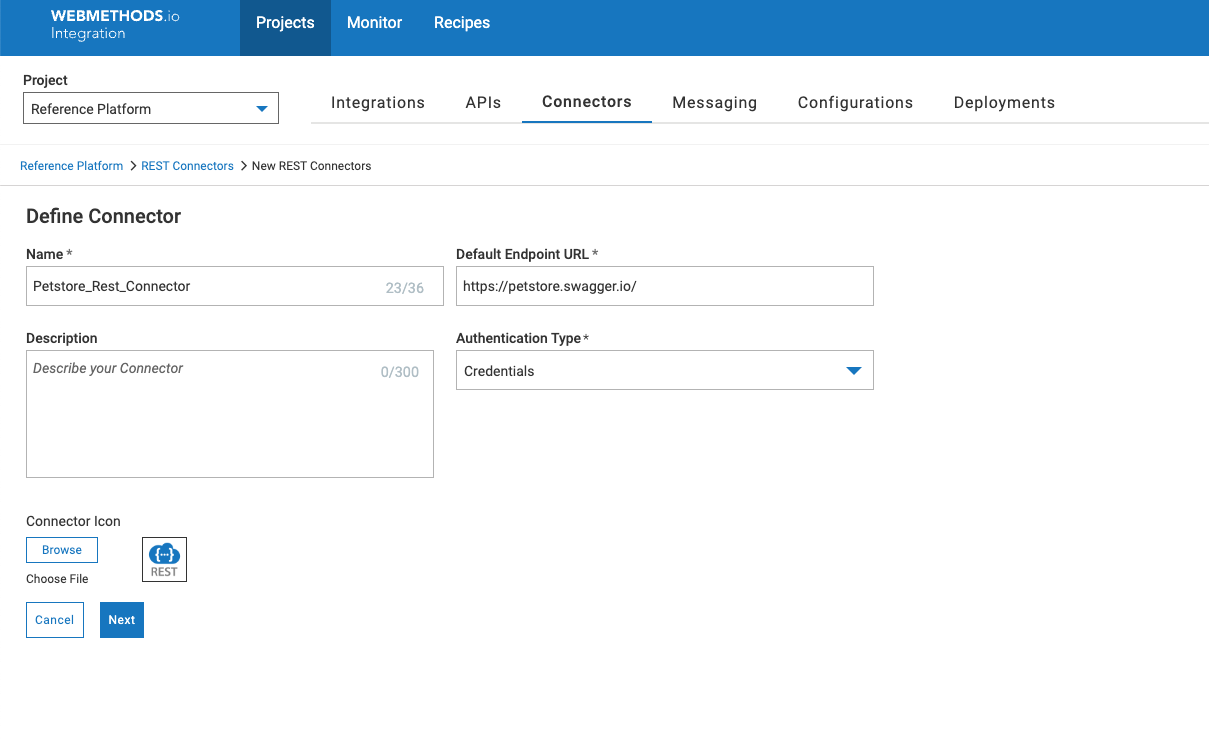 WEBMETHODS.io
Integration
Projects Monitor Recipes
Project
Reference Platform
Integrations APIs Connectors Messaging Configurations Deployments
Reference Platform > REST Connectors > New REST Connectors
Define Connector
Name * Default Endpoint URL *
Petstore_Rest_Connector 23/36 https://petstore.swagger.io/
Description Authentication Type *
Describe your Connector 0/300 Credentials
Connector Icon
Browse
{···}
REST
Choose File
Cancel Next